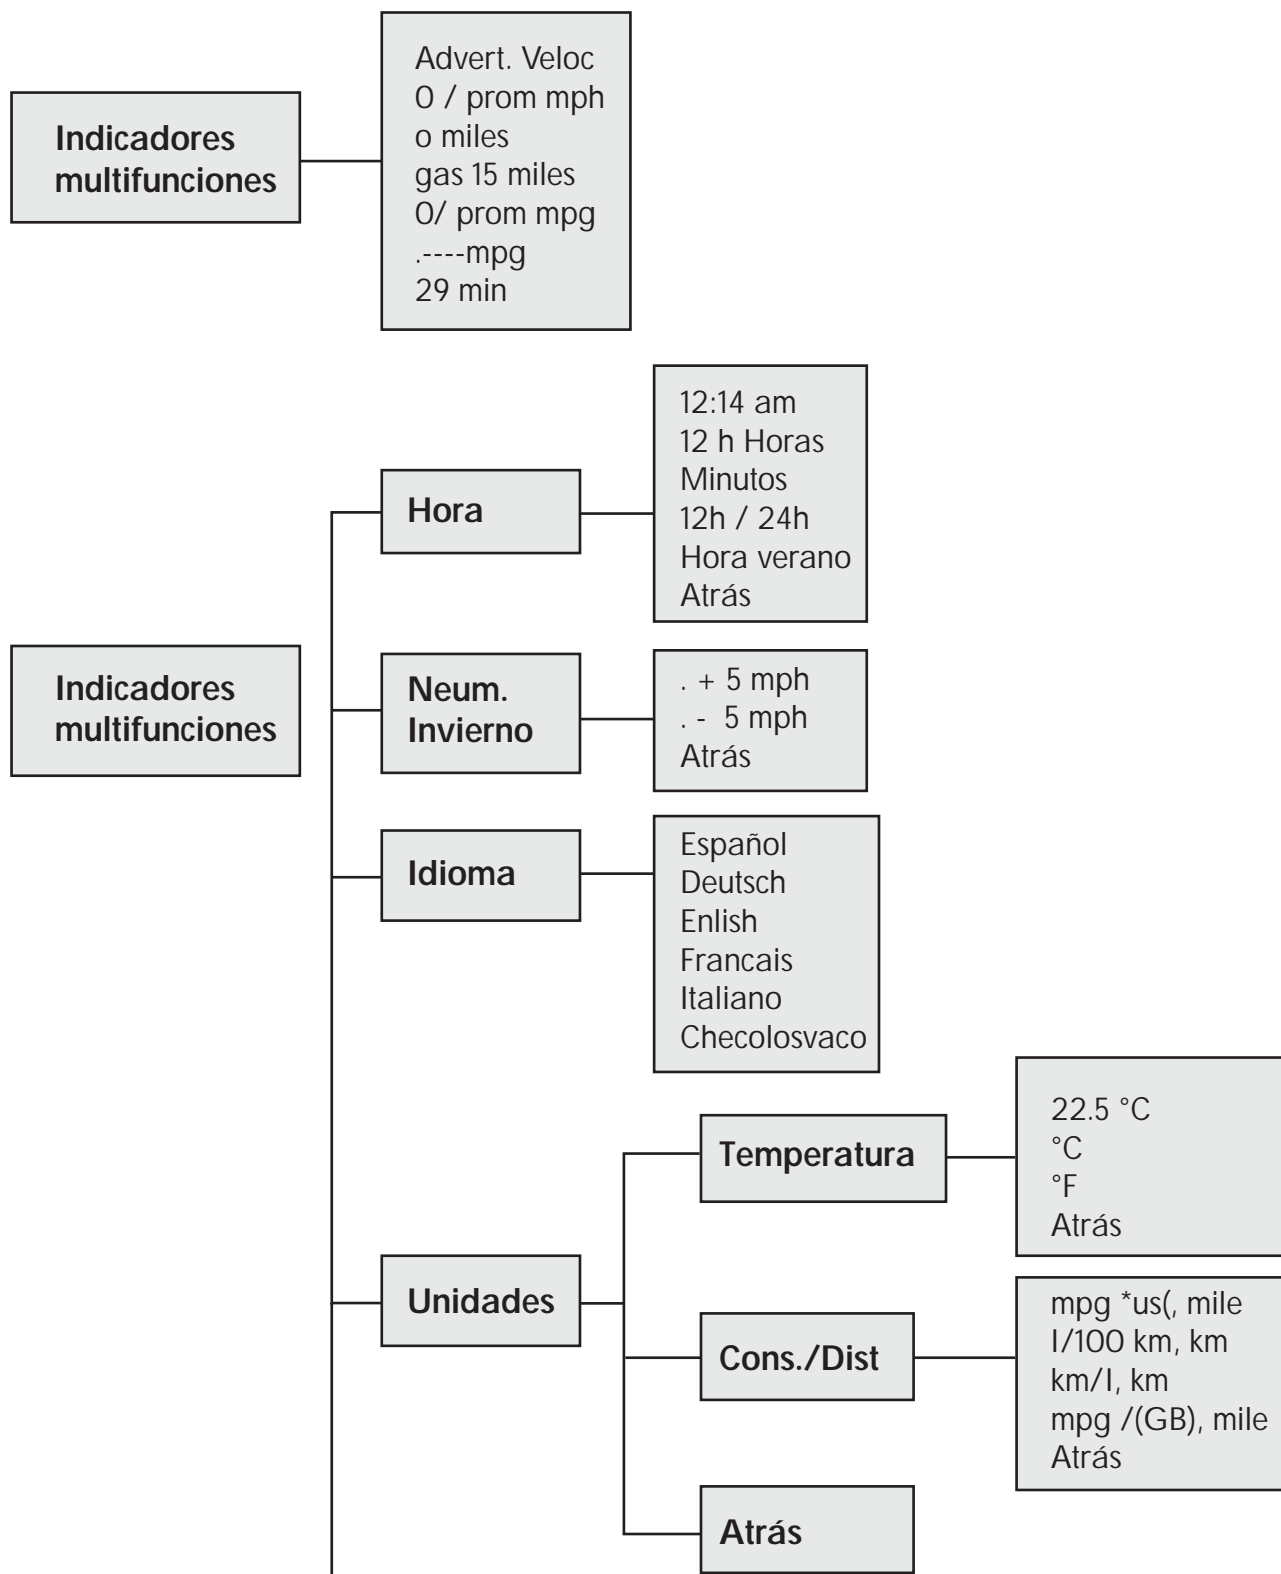 Indicadores
multifunciones
Advert. Veloc
0 / prom mph
o miles
gas 15 miles
0/ prom mpg
.----mpg
29 min
Indicadores
multifunciones
Hora
12:14 am
12 h Horas
Minutos
12h / 24h
Hora verano
Atrás
Neum.
Invierno
. + 5 mph
. - 5 mph
Atrás
Idioma
Español
Deutsch
Enlish
Francais
Italiano
Checolosvaco
Unidades
Temperatura
22.5 °C
°C
°F
Atrás
Cons./Dist
mpg *us(, mile
l/100 km, km
km/l, km
mpg /(GB), mile
Atrás
Atrás